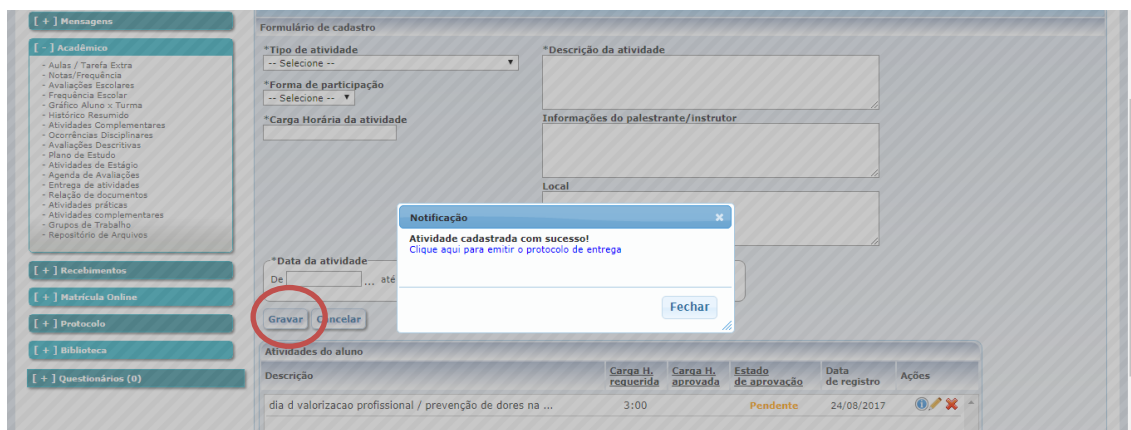 [ + ] Mensagens
[ - ] Acadêmico
- Aulas / Tarefa Extra
- Notas/Frequência
- Avaliações Escolares
- Frequência Escolar
- Gráfico Aluno x Turma
- Histórico Resumido
- Atividades Complementares
- Ocorrências Disciplinares
- Avaliações Descritivas
- Plano de Estudo
- Atividades de Estágio
- Agenda de Avaliações
- Entrega de atividades
- Relação de documentos
- Atividades práticas
- Atividades complementares
- Grupos de Trabalho
- Repositório de Arquivos
[ + ] Recebimentos
[ + ] Matrícula Online
[ + ] Protocolo
[ + ] Biblioteca
[ + ] Questionários (0)
Formulário de cadastro
*Tipo de atividade
-- Selecione --
*Forma de participação
-- Selecione --
*Carga Horária da atividade
*Descrição da atividade
Informações do palestrante/instrutor
Local
Notificação
Atividade cadastrada com sucesso!
Clique aqui para emitir o protocolo de entrega
Fechar
*Data da atividade
De ... até
Gravar Cancelar
Atividades do aluno
Descrição Carga H. requerida Carga H. aprovada Estado de aprovação Data de registro Ações
dia d valorizacao profissional / prevenção de dores na ... 3:00 Pendente 24/08/2017